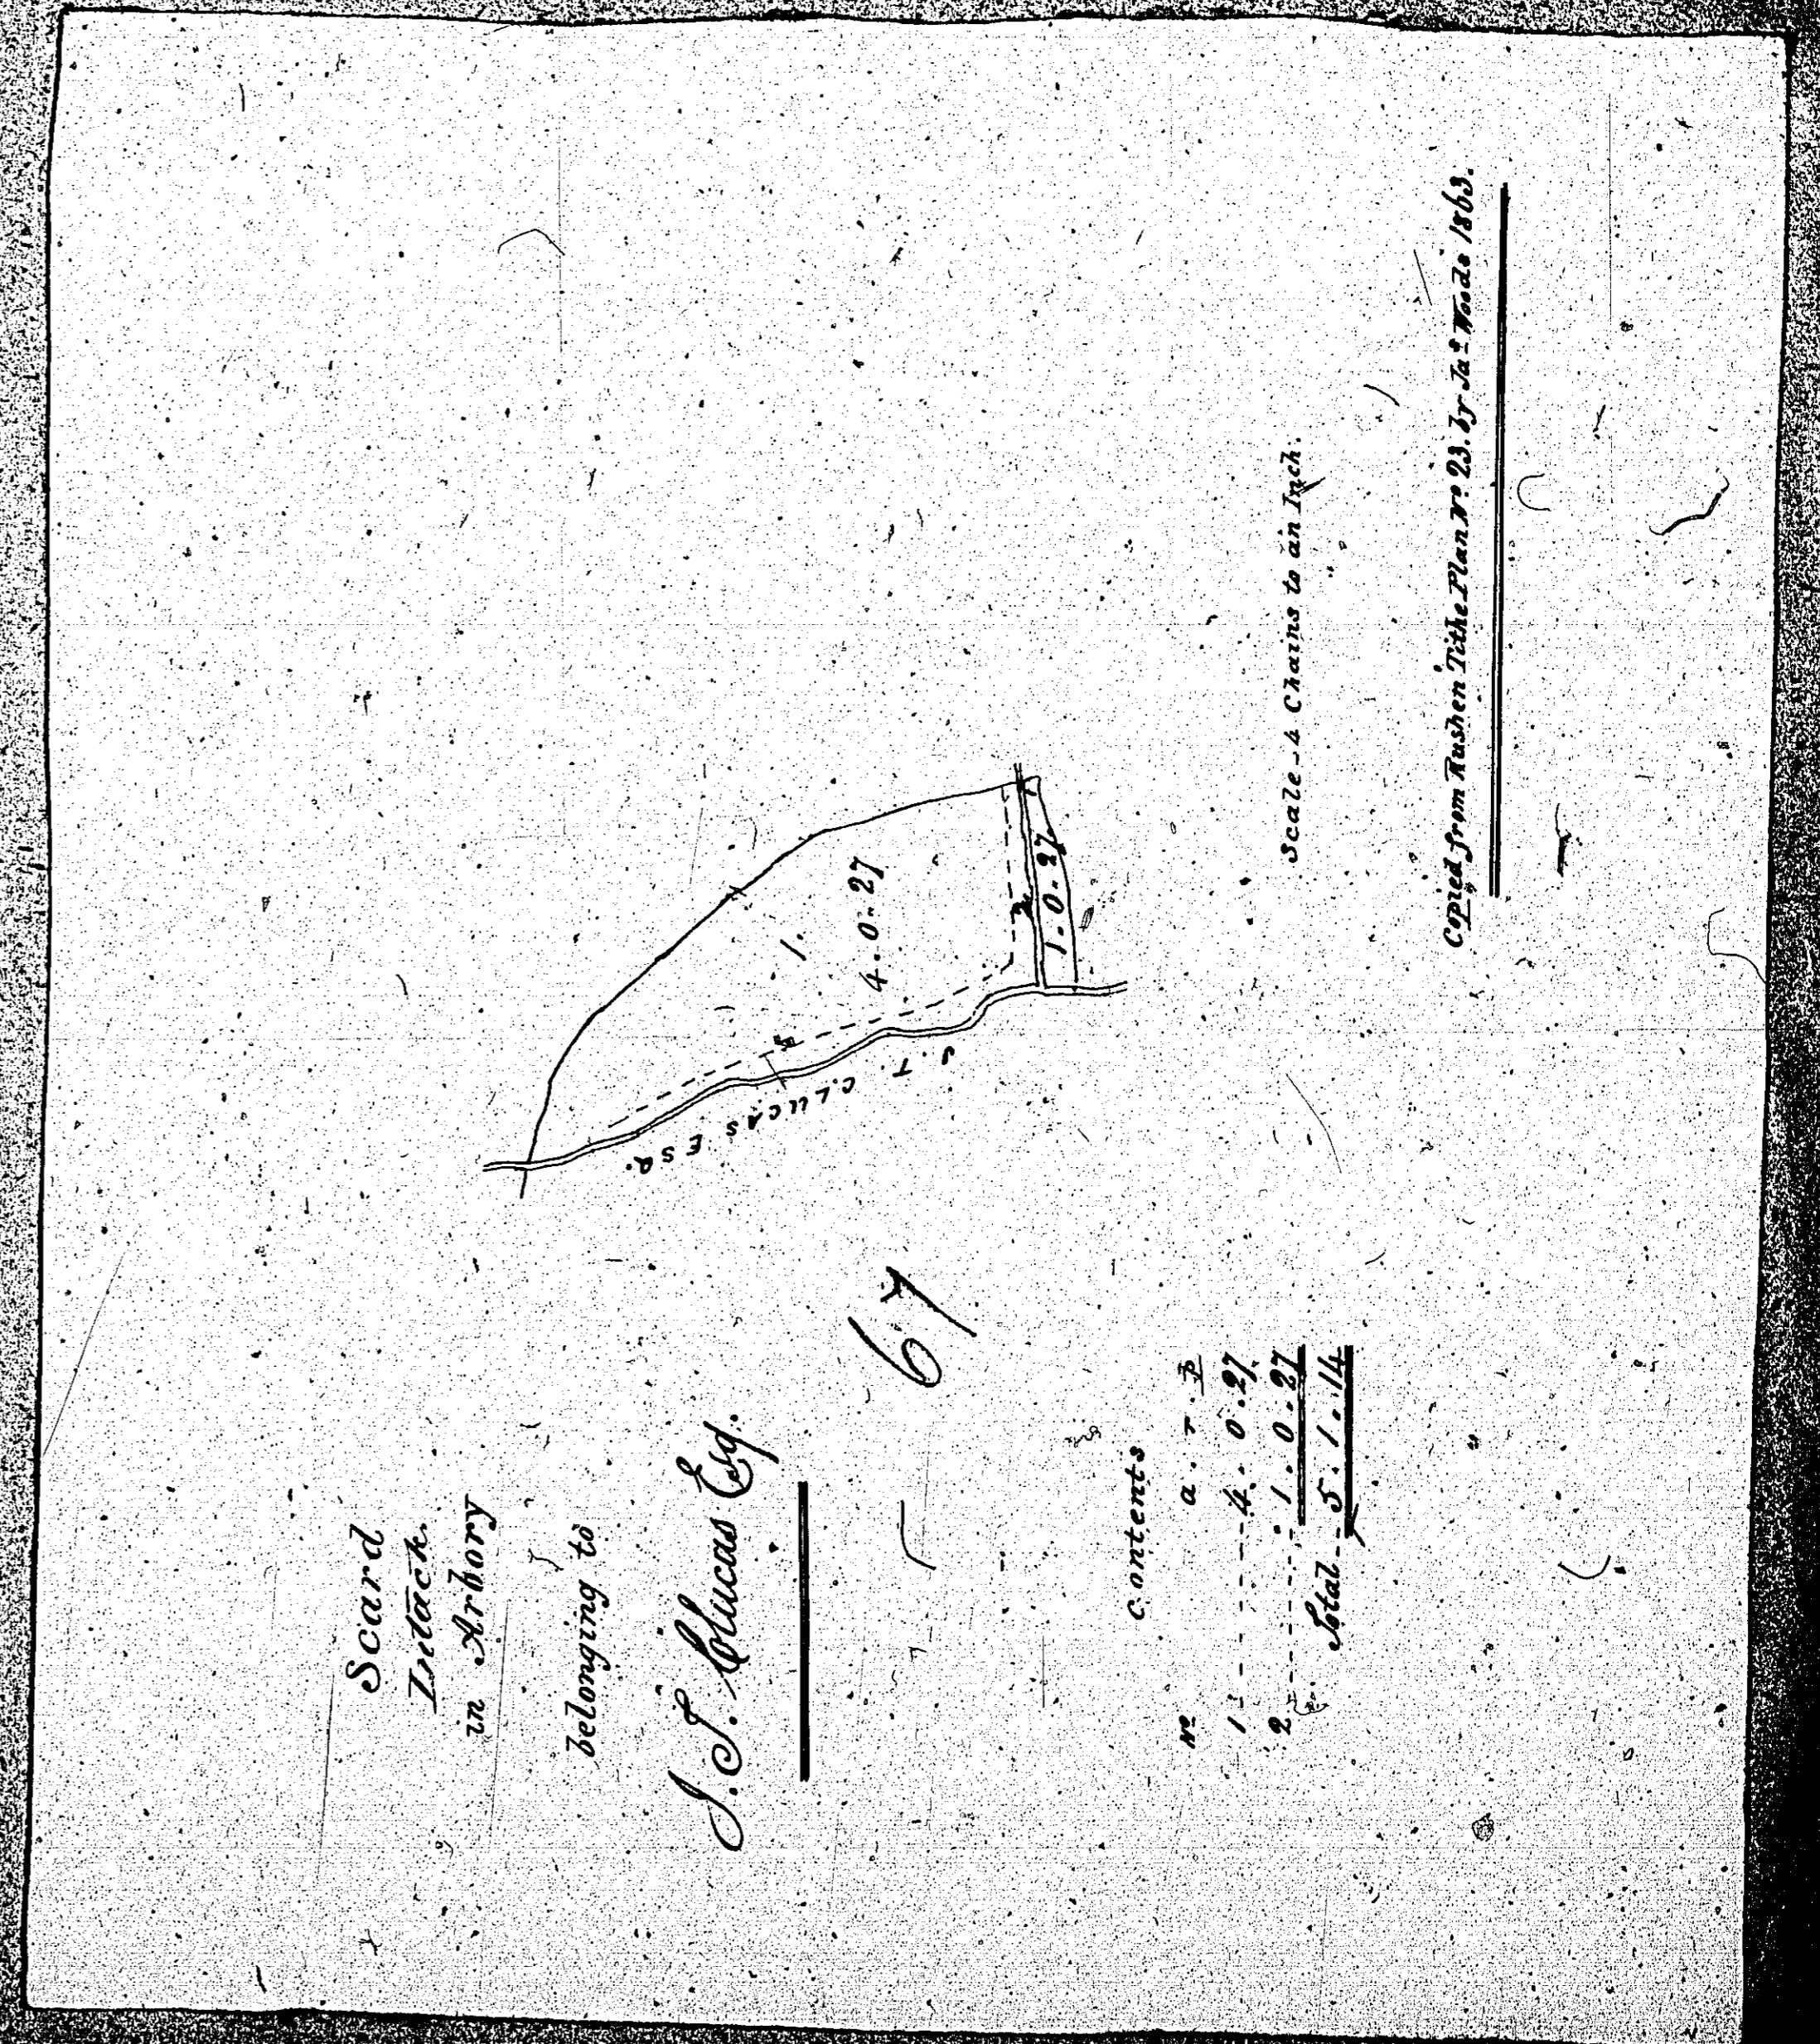 Scard
Intack
in Arbory
belonging to
J. T. Clucas Esq.
67
Contents
Nº a . r . p
1 - - - - - - 4 . 0 . 27
2 - - - - - - 1 . 0 . 27
Total - - 5 . 1 . 14
J. T. CLUCAS ESQ.
1.
4 . 0 . 27
2
1 . 0 . 27
Scale - 4 Chains to an Inch.
Copied from Rushen Tithe Plan Nº 23. by Jas Woods 1863.